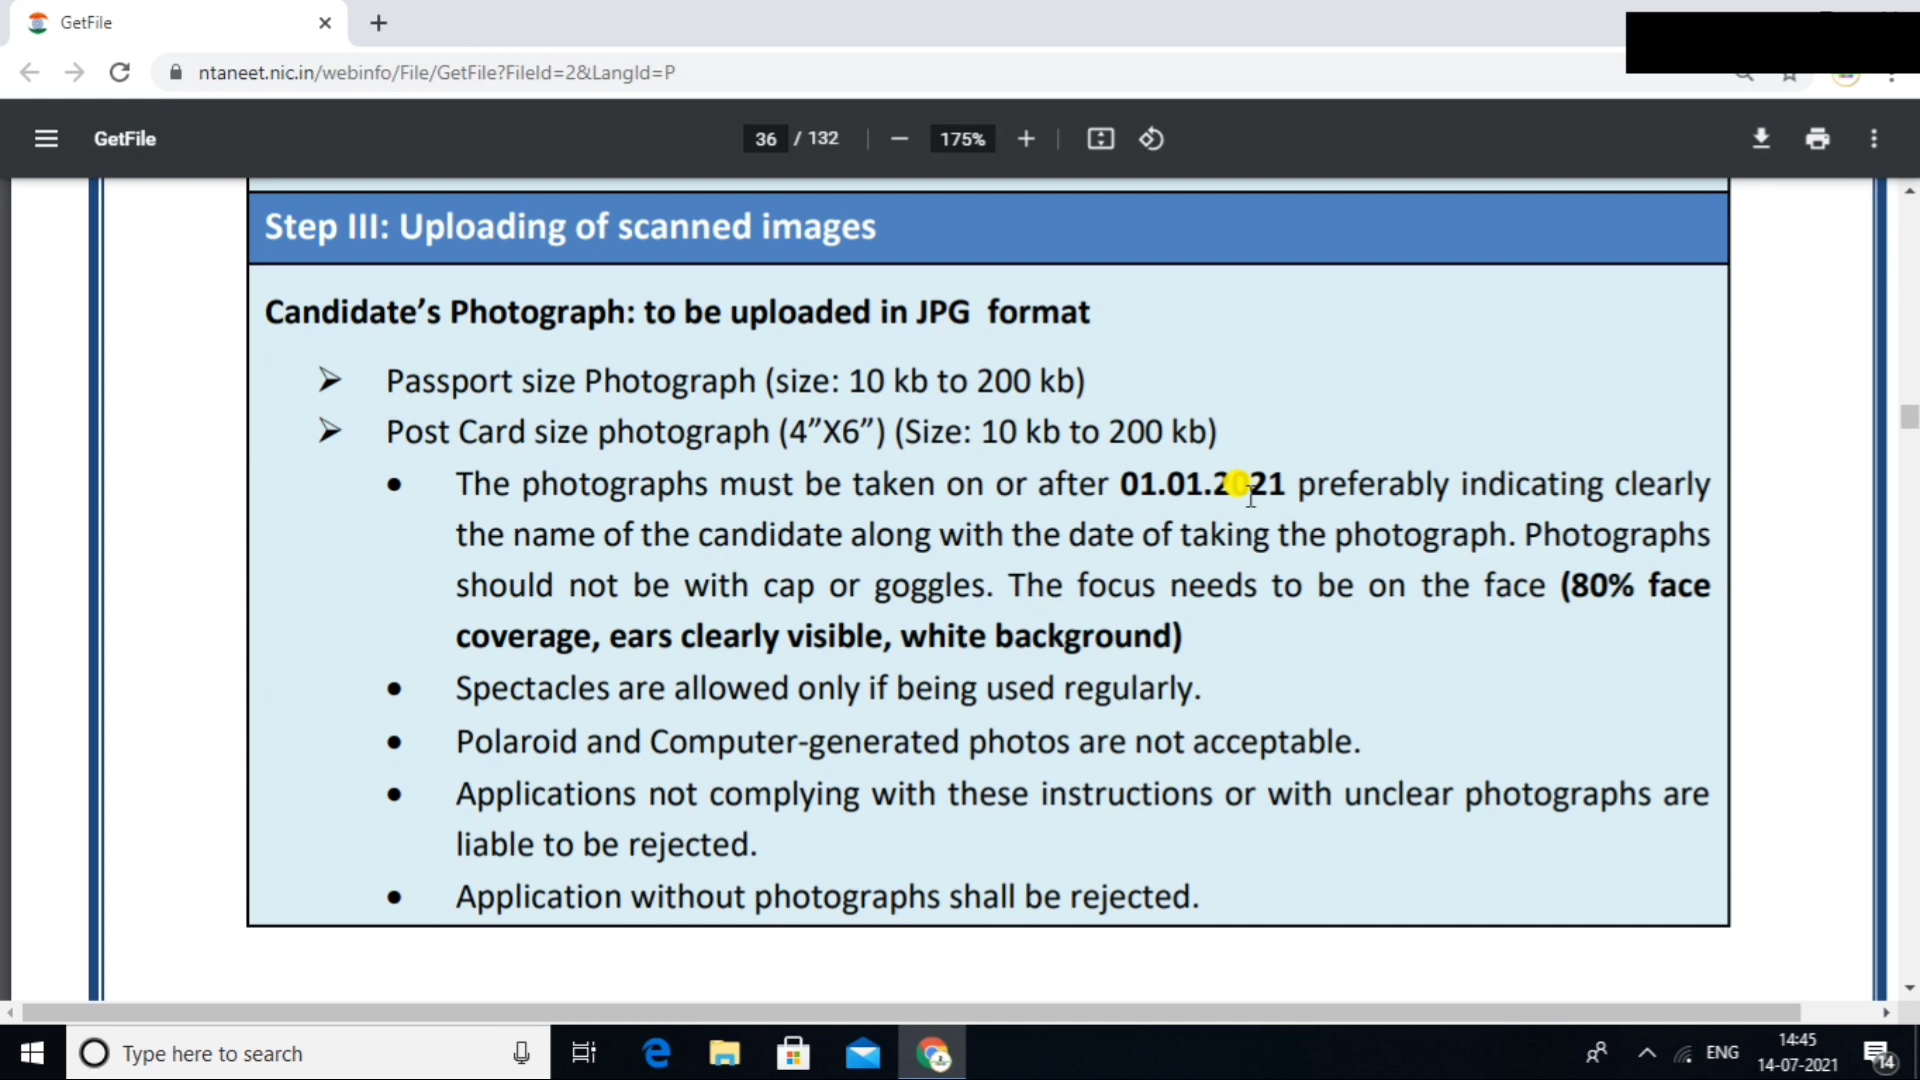 GetFile
ntaneet.nic.in/webinfo/File/GetFile?FileId=2&LangId=P
GetFile
36 / 132
175%
Step III: Uploading of scanned images
Candidate’s Photograph: to be uploaded in JPG format
➢ Passport size Photograph (size: 10 kb to 200 kb)
➢ Post Card size photograph (4”X6”) (Size: 10 kb to 200 kb)
• The photographs must be taken on or after 01.01.2021 preferably indicating clearly
the name of the candidate along with the date of taking the photograph. Photographs
should not be with cap or goggles. The focus needs to be on the face (80% face
coverage, ears clearly visible, white background)
• Spectacles are allowed only if being used regularly.
• Polaroid and Computer-generated photos are not acceptable.
• Applications not complying with these instructions or with unclear photographs are
liable to be rejected.
• Application without photographs shall be rejected.
Type here to search
ENG
14:45
14-07-2021
14